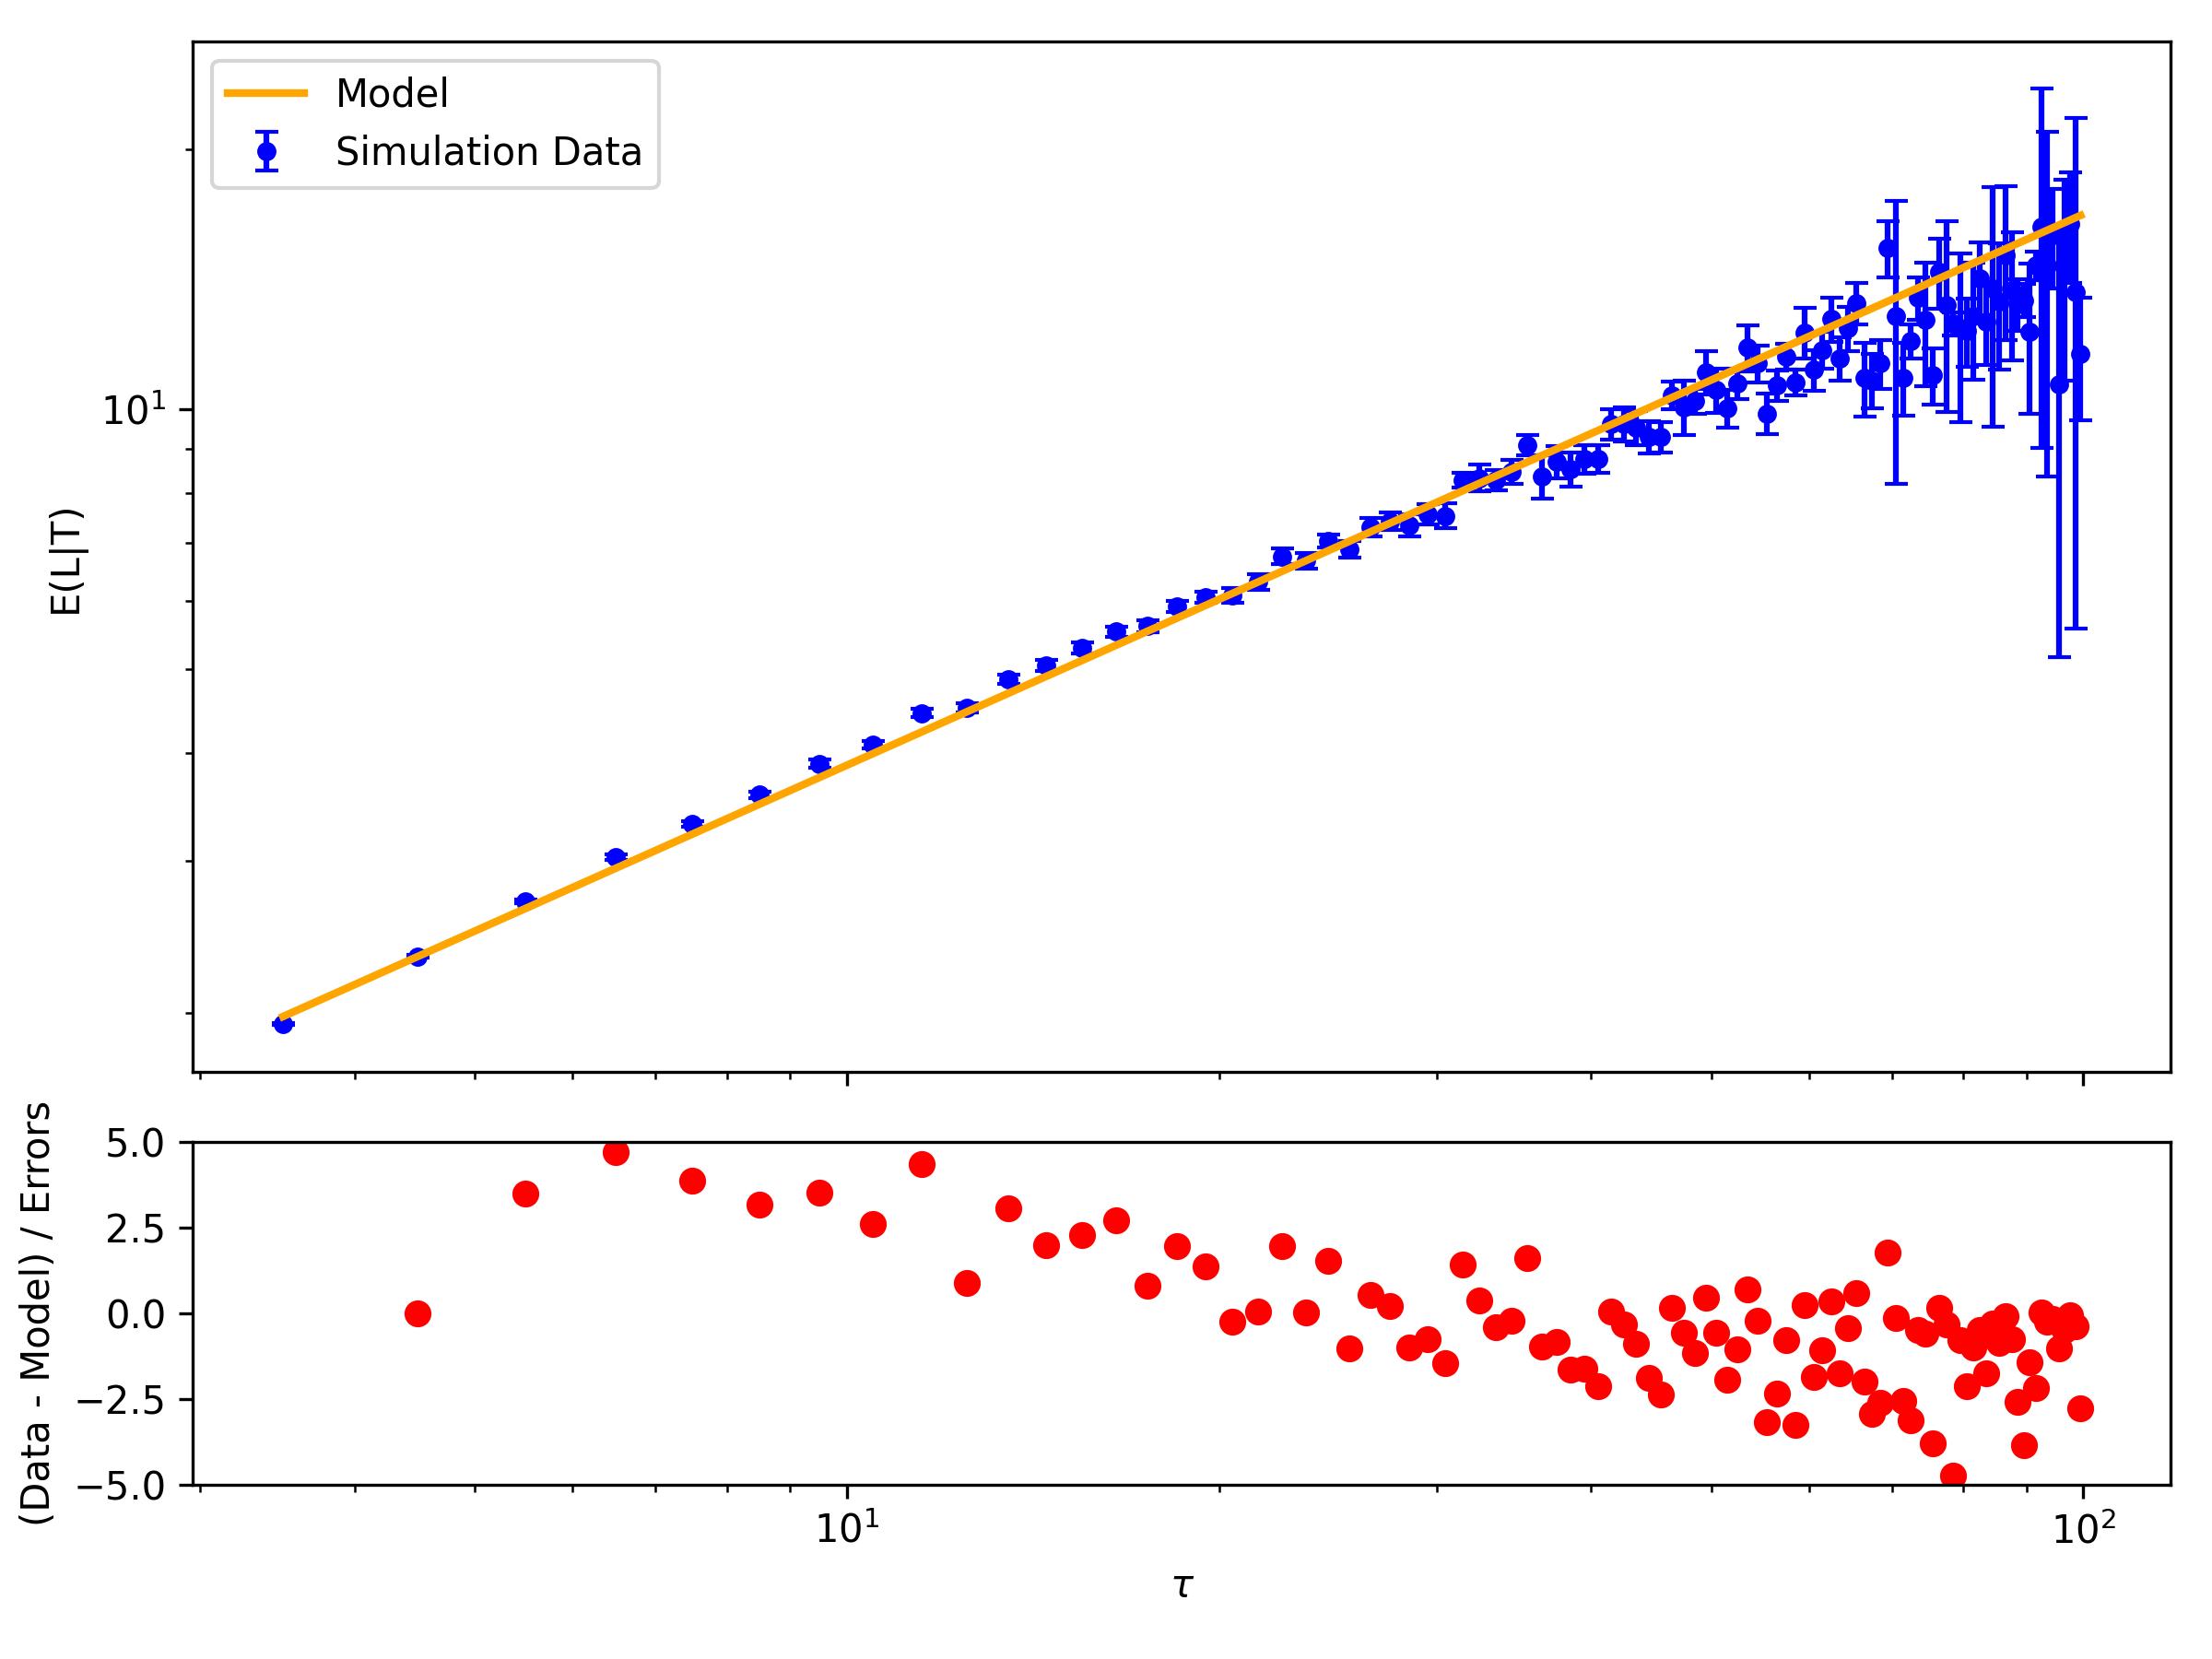 Model
Simulation Data
10¹
E(L|T)
5.0
2.5
0.0
−2.5
−5.0
(Data - Model) / Errors
10¹
10²
τ